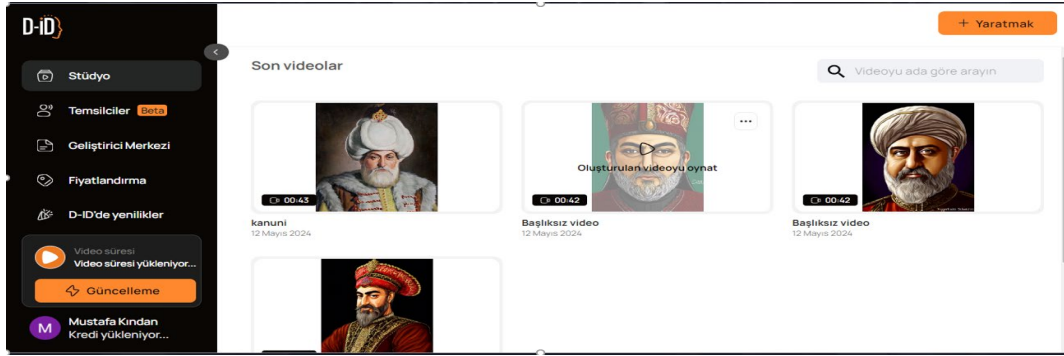 D-iD}
Stüdyo
Temsilciler Beta
Geliştirici Merkezi
Fiyatlandırma
D-ID'de yenilikler
Video süresi
Video süresi yükleniyor...
Güncelleme
M
Mustafa Kından
Kredi yükleniyor...
+ Yaratmak
Son videolar
Videoyu ada göre arayın
00:43
kanuni
12 Mayıs 2024
Oluşturulan videoyu oynat
00:42
Başlıksız video
12 Mayıs 2024
00:42
Başlıksız video
12 Mayıs 2024